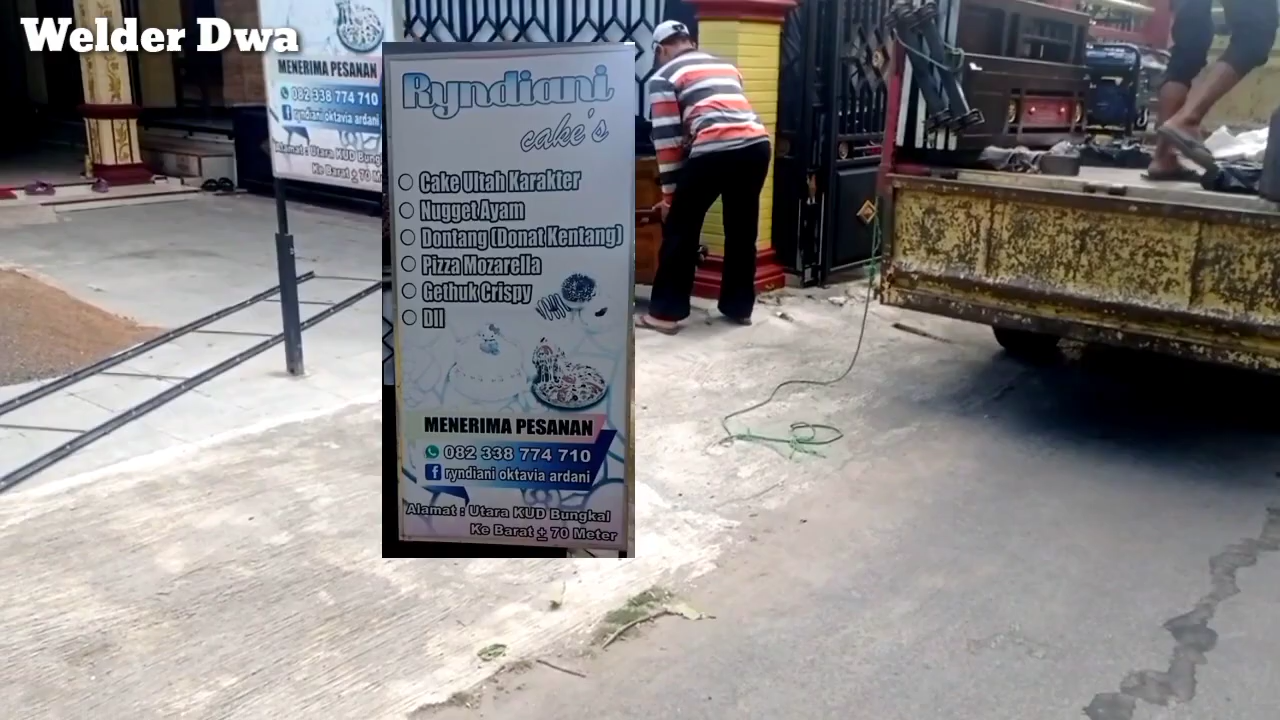 Welder Dwa
MENERIMA PESANAN
082 338 774 710
ryndiani oktavia ardani
Alamat : Utara KUD Bungkal
Ke Barat ± 70 M
Ryndiani
cake's
Cake Ultah Karakter
Nugget Ayam
Dontang (Donat Kentang)
Pizza Mozarella
Gethuk Crispy
Dll
MENERIMA PESANAN
082 338 774 710
ryndiani oktavia ardani
Alamat : Utara KUD Bungkal
Ke Barat ± 70 Meter